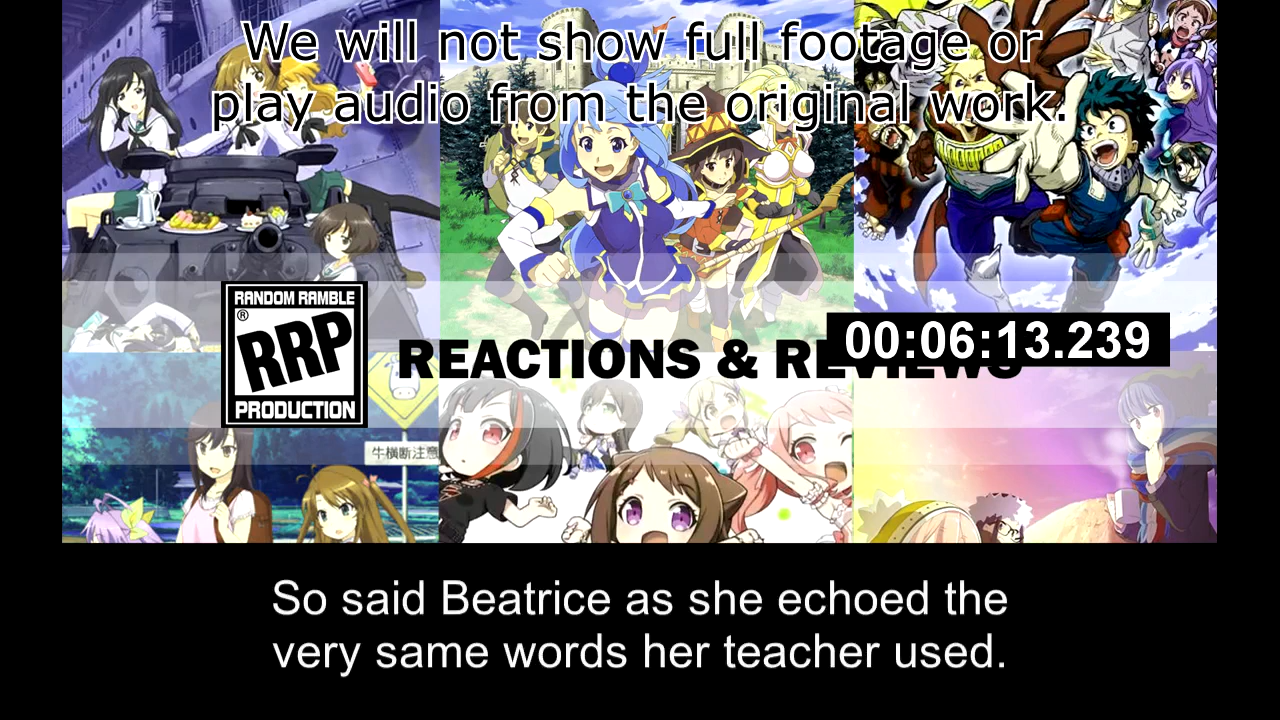 We will not show full footage or
play audio from the original work.
RANDOM RAMBLE
®
RRP
PRODUCTION
REACTIONS & REVIEWS
00:06:13.239
牛横断注意
So said Beatrice as she echoed the
very same words her teacher used.